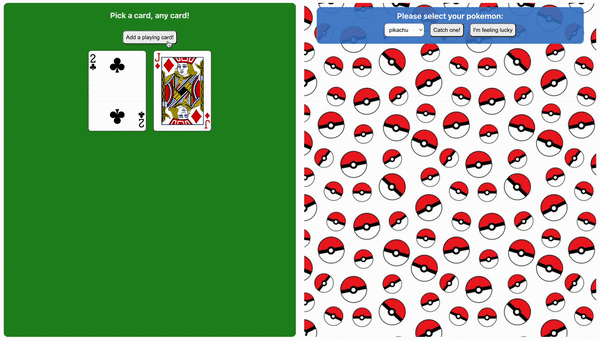 Pick a card, any card!
Add a playing card!
2
J
2
J
Please select your pokemon:
pikachu
Catch one!
I'm feeling lucky